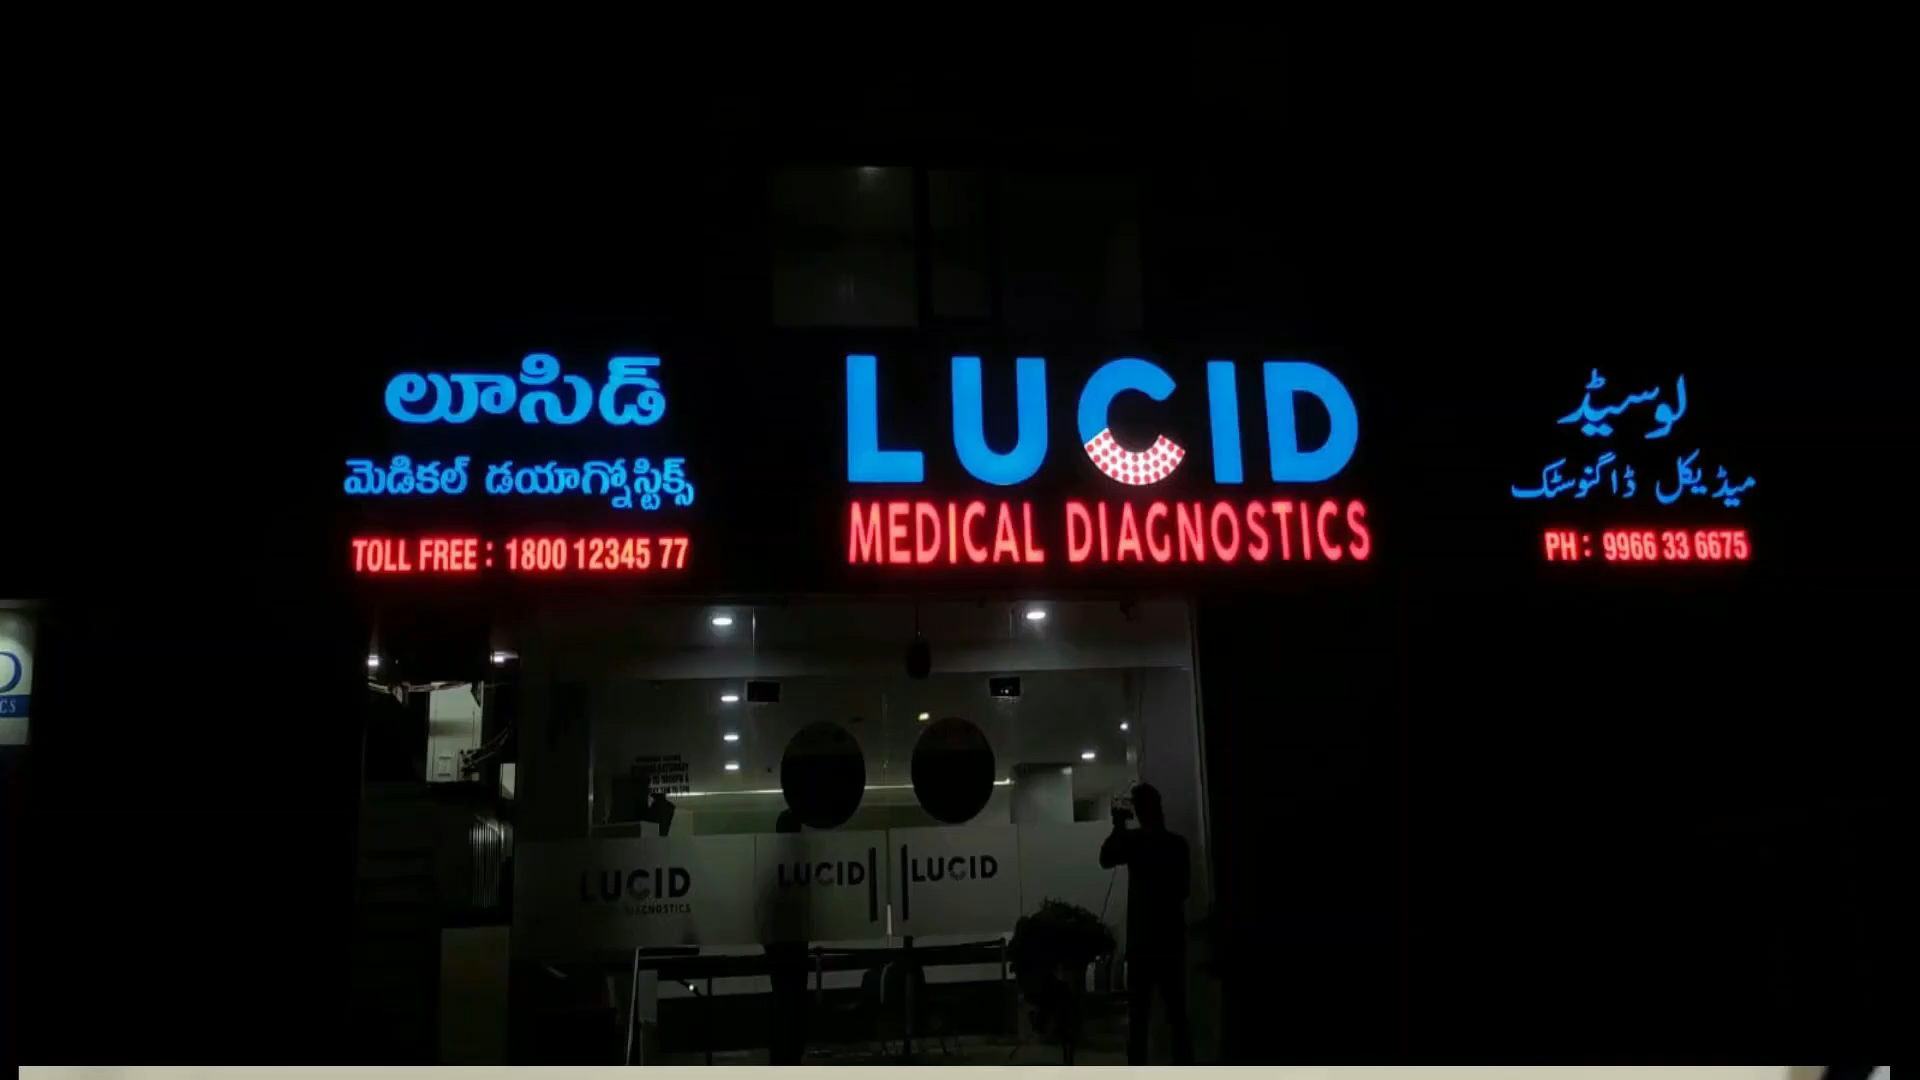 లూసిడ్
మెడికల్ డయాగ్నోస్టిక్స్
TOLL FREE : 1800 12345 77
LUCID
MEDICAL DIAGNOSTICS
لوسیڈ
میڈیکل ڈاگنوسٹک
PH : 9966 33 6675
LUCID
DIAGNOSTICS
LUCID
LUCID